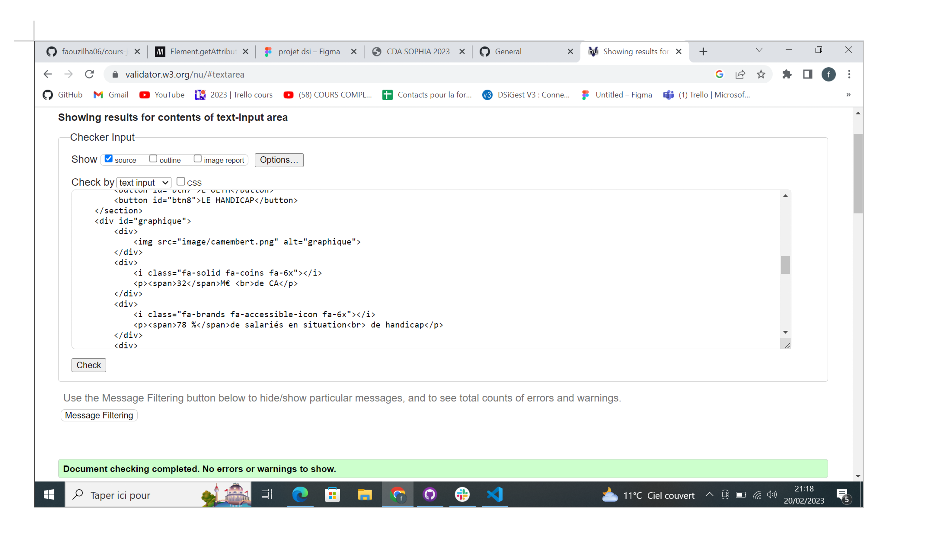 faouzilha06/cours-
Element.getAttribu
projet dsi – Figma
CDA SOPHIA 2023
General
Showing results for
validator.w3.org/nu/#textarea
GitHub
Gmail
YouTube
2023 | Trello cours
(58) COURS COMPL...
Contacts pour la for...
DSiGest V3 : Conne...
Untitled – Figma
(1) Trello | Microsof...
»
Showing results for contents of text-input area
Checker Input
Show source outline image report Options...
Check by text input css
<button id="btn8">LE HANDICAP</button>
</section>
<div id="graphique">
<div>
<img src="image/camembert.png" alt="graphique">
</div>
<div>
<i class="fa-solid fa-coins fa-6x"></i>
<p><span>32</span>M€ <br>de CA</p>
</div>
<div>
<i class="fa-brands fa-accessible-icon fa-6x"></i>
<p><span>78 %</span>de salariés en situation<br> de handicap</p>
</div>
<div>
Check
Use the Message Filtering button below to hide/show particular messages, and to see total counts of errors and warnings.
Message Filtering
Document checking completed. No errors or warnings to show.
Taper ici pour
11°C Ciel couvert
21:18
20/02/2023
5